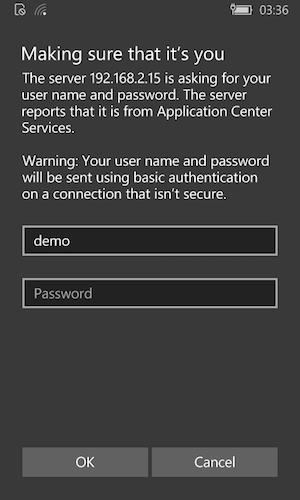 03:36
Making sure that it's you
The server 192.168.2.15 is asking for your
user name and password. The server
reports that it is from Application Center
Services.
Warning: Your user name and password
will be sent using basic authentication
on a connection that isn't secure.
demo
Password
OK Cancel